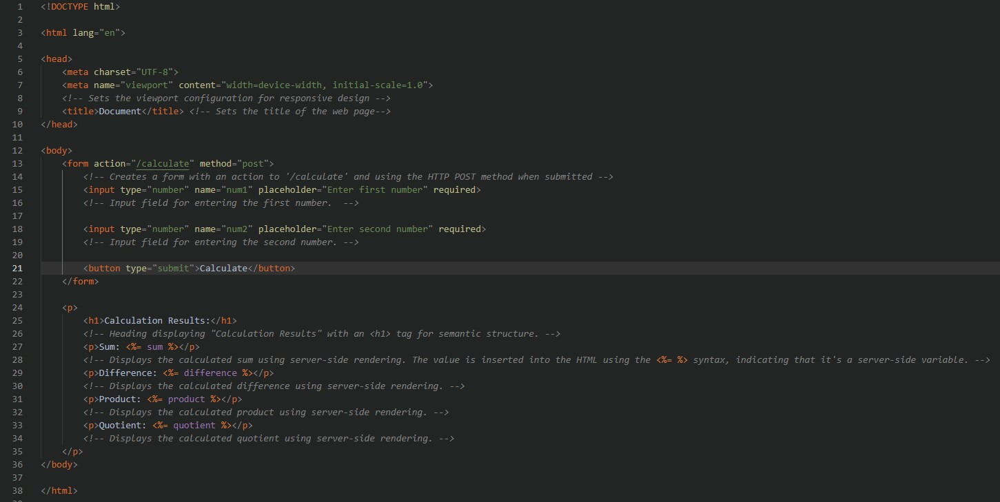 1 <!DOCTYPE html>
2
3 <html lang="en">
4
5 <head>
6     <meta charset="UTF-8">
7     <meta name="viewport" content="width=device-width, initial-scale=1.0">
8     <!-- Sets the viewport configuration for responsive design -->
9     <title>Document</title> <!-- Sets the title of the web page-->
10 </head>
11
12 <body>
13     <form action="/calculate" method="post">
14         <!-- Creates a form with an action to '/calculate' and using the HTTP POST method when submitted -->
15         <input type="number" name="num1" placeholder="Enter first number" required>
16         <!-- Input field for entering the first number.  -->
17
18         <input type="number" name="num2" placeholder="Enter second number" required>
19         <!-- Input field for entering the second number. -->
20
21         <button type="submit">Calculate</button>
22     </form>
23
24     <p>
25         <h1>Calculation Results:</h1>
26         <!-- Heading displaying "Calculation Results" with an <h1> tag for semantic structure. -->
27         <p>Sum: <%= sum %></p>
28         <!-- Displays the calculated sum using server-side rendering. The value is inserted into the HTML using the <%= %> syntax, indicating that it's a server-side variable. -->
29         <p>Difference: <%= difference %></p>
30         <!-- Displays the calculated difference using server-side rendering. -->
31         <p>Product: <%= product %></p>
32         <!-- Displays the calculated product using server-side rendering. -->
33         <p>Quotient: <%= quotient %></p>
34         <!-- Displays the calculated quotient using server-side rendering. -->
35     </p>
36 </body>
37
38 </html>